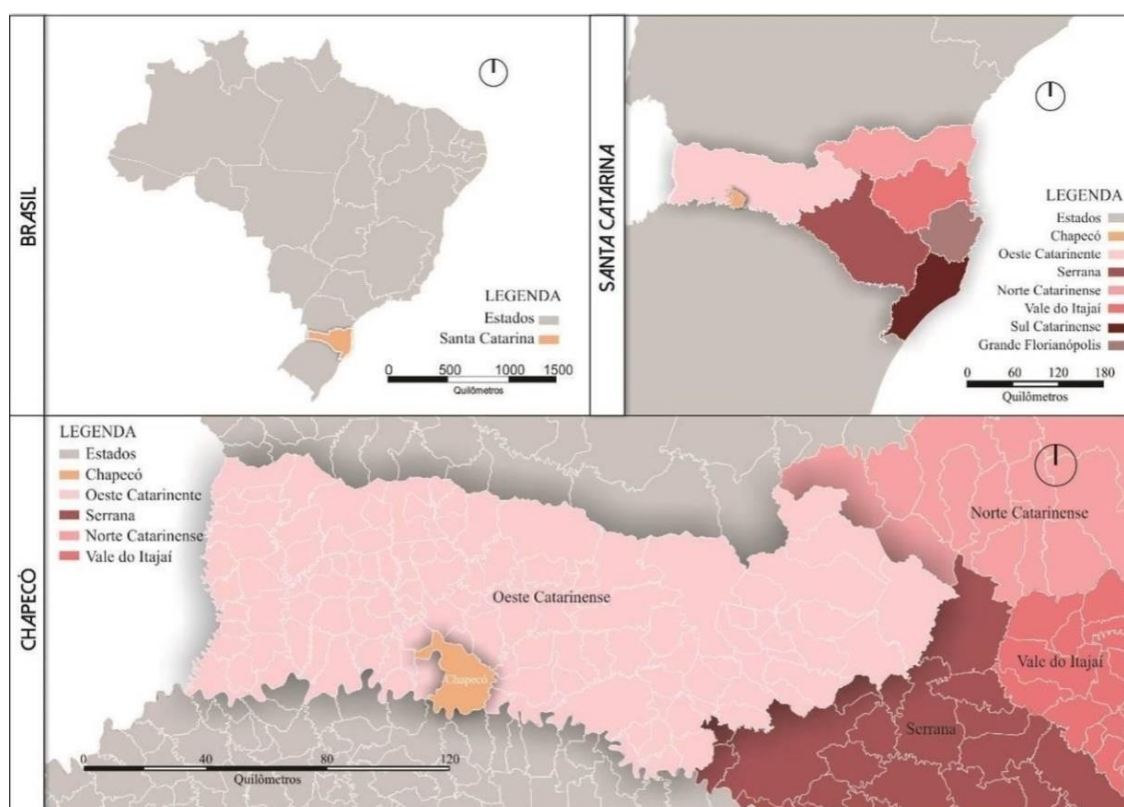 BRASIL
LEGENDA
Estados
Santa Catarina
0 500 1000 1500
Quilômetros
SANTA CATARINA
LEGENDA
Estados
Chapecó
Oeste Catarinente
Serrana
Norte Catarinense
Vale do Itajaí
Sul Catarinense
Grande Florianópolis
0 60 120 180
Quilômetros
CHAPECÓ
LEGENDA
Estados
Chapecó
Oeste Catarinente
Serrana
Norte Catarinense
Vale do Itajaí
Norte Catarinense
Oeste Catarinense
Vale do Itajaí
Chapecó
Serrana
0 40 80 120
Quilômetros